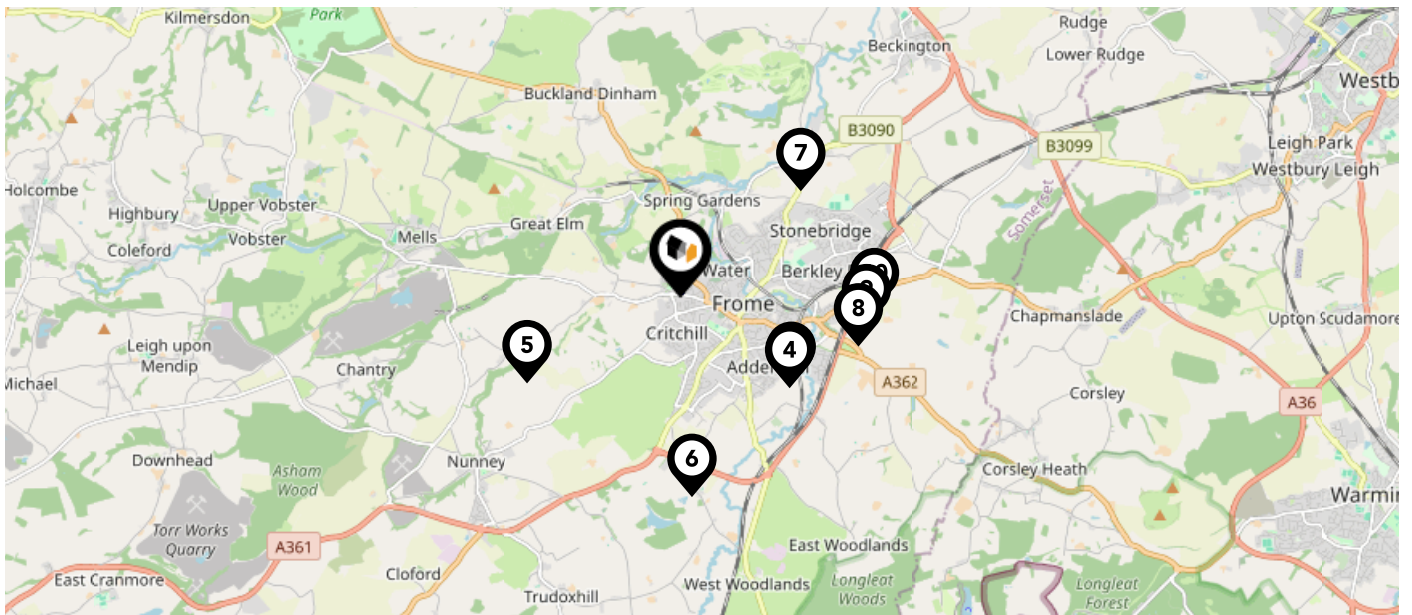 Kilmersdon
Park
Rudge
Beckington
Lower Rudge
Westb
Buckland Dinham
B3090
B3099
Leigh Park
Westbury Leigh
7
Holcombe
Highbury
Upper Vobster
Spring Gardens
Somerset
Coleford
Vobster
Mells
Great Elm
Stonebridge
Water
Berkley
Frome
8
Chapmanslade
Upton Scudamore
Critchill
Leigh upon
Mendip
5
4
Chantry
Adde
Michael
A362
Corsley
A36
Downhead
Asham
Wood
Nunney
6
Corsley Heath
Warmin
Torr Works
Quarry
A361
East Woodlands
East Cranmore
Cloford
West Woodlands
Longleat
Woods
Longleat
Forest
Trudoxhill